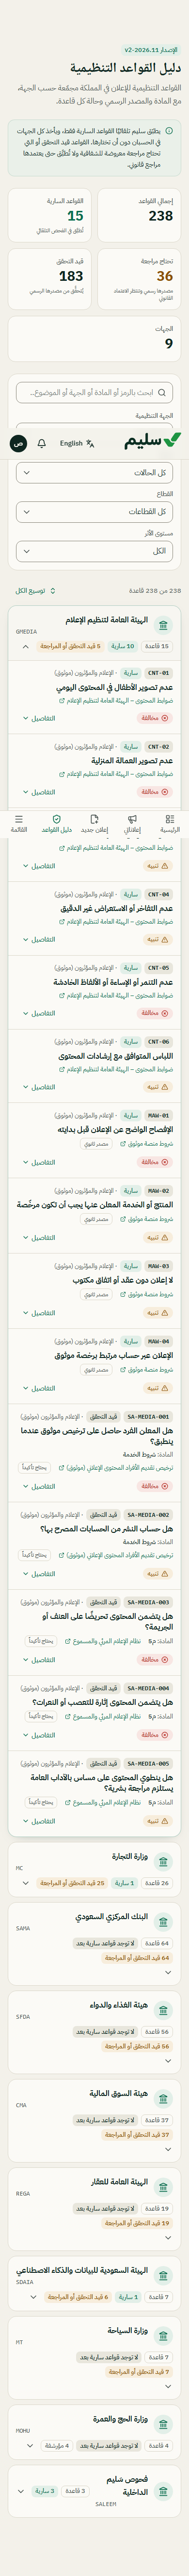 الإصدار v2-2026.11
دليل القواعد التنظيمية
القواعد التنظيمية الإعلانية في المملكة مجمّعة حسب الجهة،
مع المادة والمصدر الرسمي وحالة كل قاعدة.
يطبّق سليم تلقائيًا القواعد السارية فقط، ويأخذ كل الجهات
في الحسبان دون أن تختارها. القواعد قيد التحقق أو التي
تحتاج مراجعة معروضة للشفافية ولا تُطبَّق حتى يعتمدها
مراجع قانوني.
إجمالي القواعد
238
القواعد السارية
15
تُطبَّق في الفحص التلقائي
تحتاج مراجعة
36
مصدرها رسمي وتنتظر الاعتماد
القانوني
قيد التحقق
183
يُتحقَّق من مصدرها الرسمي
الجهات
9
ابحث بالرمز أو المادة أو الجهة أو الموضوع…
الجهة التنظيمية
سليم
English
ص
كل الحالات
القطاع
كل القطاعات
مستوى الأثر
الكل
238 من 238 قاعدة
توسيع الكل
الهيئة العامة لتنظيم الإعلام
GMEDIA
15 قاعدة
10 سارية
5 قيد التحقق أو المراجعة
CNT-01 سارية · الإعلام والمؤثرون (موثوق)
عدم تصوير الأطفال في المحتوى اليومي
ضوابط المحتوى – الهيئة العامة لتنظيم الإعلام
مخالفة
التفاصيل
CNT-02 سارية · الإعلام والمؤثرون (موثوق)
عدم تصوير العمالة المنزلية
ضوابط المحتوى – الهيئة العامة لتنظيم الإعلام
مخالفة
التفاصيل
الرئيسية
إعلاناتي
إعلان جديد
دليل القواعد
القائمة
ضوابط المحتوى – الهيئة العامة لتنظيم الإعلام
تنبيه
التفاصيل
CNT-04 سارية · الإعلام والمؤثرون (موثوق)
عدم التفاخر أو الاستعراض غير الدقيق
ضوابط المحتوى – الهيئة العامة لتنظيم الإعلام
تنبيه
التفاصيل
CNT-05 سارية · الإعلام والمؤثرون (موثوق)
عدم التنمر أو الإساءة أو الألفاظ الخادشة
ضوابط المحتوى – الهيئة العامة لتنظيم الإعلام
مخالفة
التفاصيل
CNT-06 سارية · الإعلام والمؤثرون (موثوق)
اللباس المتوافق مع إرشادات المحتوى
ضوابط المحتوى – الهيئة العامة لتنظيم الإعلام
تنبيه
التفاصيل
MAW-01 سارية · الإعلام والمؤثرون (موثوق)
الإفصاح الواضح عن الإعلان قبل بدايته
شروط منصة موثوق
مصدر ثانوي
مخالفة
التفاصيل
MAW-02 سارية · الإعلام والمؤثرون (موثوق)
المنتج أو الخدمة المعلن عنها يجب أن تكون مرخّصة
شروط منصة موثوق
مصدر ثانوي
تنبيه
التفاصيل
MAW-03 سارية · الإعلام والمؤثرون (موثوق)
لا إعلان دون عقد أو اتفاق مكتوب
شروط منصة موثوق
مصدر ثانوي
تنبيه
التفاصيل
MAW-04 سارية · الإعلام والمؤثرون (موثوق)
الإعلان عبر حساب مرتبط برخصة موثوق
شروط منصة موثوق
مصدر ثانوي
تنبيه
التفاصيل
SA-MEDIA-001 قيد التحقق · الإعلام والمؤثرون (موثوق)
هل المعلن الفرد حاصل على ترخيص موثوق عندما
ينطبق؟
المادة: شروط الخدمة
ترخيص تقديم الأفراد المحتوى الإعلاني (موثوق)
يحتاج تأكيداً
مخالفة
التفاصيل
SA-MEDIA-002 قيد التحقق · الإعلام والمؤثرون (موثوق)
هل حساب النشر من الحسابات المصرح بها؟
المادة: شروط الخدمة
ترخيص تقديم الأفراد المحتوى الإعلاني (موثوق)
يحتاج تأكيداً
تنبيه
التفاصيل
SA-MEDIA-003 قيد التحقق · الإعلام والمؤثرون (موثوق)
هل يتضمن المحتوى تحريضًا على العنف أو
الجريمة؟
المادة: م5
نظام الإعلام المرئي والمسموع
يحتاج تأكيداً
مخالفة
التفاصيل
SA-MEDIA-004 قيد التحقق · الإعلام والمؤثرون (موثوق)
هل يتضمن المحتوى إثارة للتعصب أو النعرات؟
المادة: م5
نظام الإعلام المرئي والمسموع
يحتاج تأكيداً
مخالفة
التفاصيل
SA-MEDIA-005 قيد التحقق · الإعلام والمؤثرون (موثوق)
هل ينطوي المحتوى على مساس بالآداب العامة
يستلزم مراجعة بشرية؟
المادة: م5
نظام الإعلام المرئي والمسموع
يحتاج تأكيداً
تنبيه
التفاصيل
وزارة التجارة
MC
26 قاعدة
1 سارية
25 قيد التحقق أو المراجعة
البنك المركزي السعودي
SAMA
64 قاعدة
لا توجد قواعد سارية بعد
64 قيد التحقق أو المراجعة
هيئة الغذاء والدواء
SFDA
56 قاعدة
لا توجد قواعد سارية بعد
56 قيد التحقق أو المراجعة
هيئة السوق المالية
CMA
37 قاعدة
لا توجد قواعد سارية بعد
37 قيد التحقق أو المراجعة
الهيئة العامة للعقار
REGA
19 قاعدة
لا توجد قواعد سارية بعد
19 قيد التحقق أو المراجعة
الهيئة السعودية للبيانات والذكاء الاصطناعي
SDAIA
7 قاعدة
1 سارية
6 قيد التحقق أو المراجعة
وزارة السياحة
MT
7 قاعدة
لا توجد قواعد سارية بعد
7 قيد التحقق أو المراجعة
وزارة الحج والعمرة
MOHU
4 قاعدة
لا توجد قواعد سارية بعد
4 مؤرشفة
فحوص سَليم
الداخلية
SALEEM
3 قاعدة
3 سارية